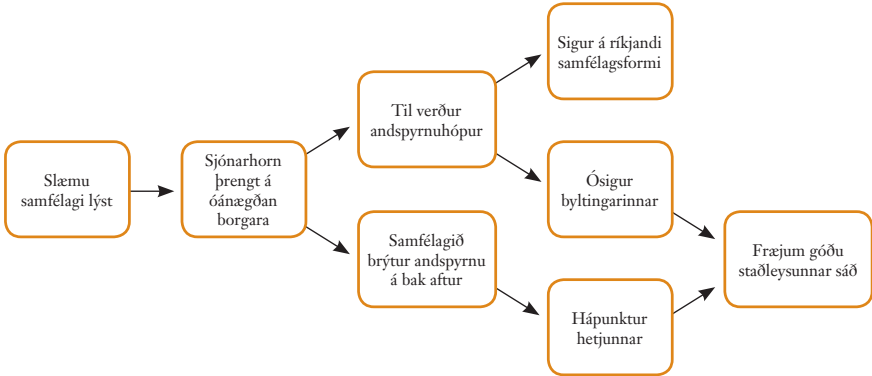 Slæmu
samfélagi lýst
Sjónarhorn
þrengt á
óánægðan
borgara
Til verður
andspyrnuhópur
Samfélagið
brýtur andspyrnu
á bak aftur
Sigur á ríkjandi
samfélagsformi
Ósigur
byltingarinnar
Hápunktur
hetjunnar
Fræjum góðu
staðleysunnar sáð